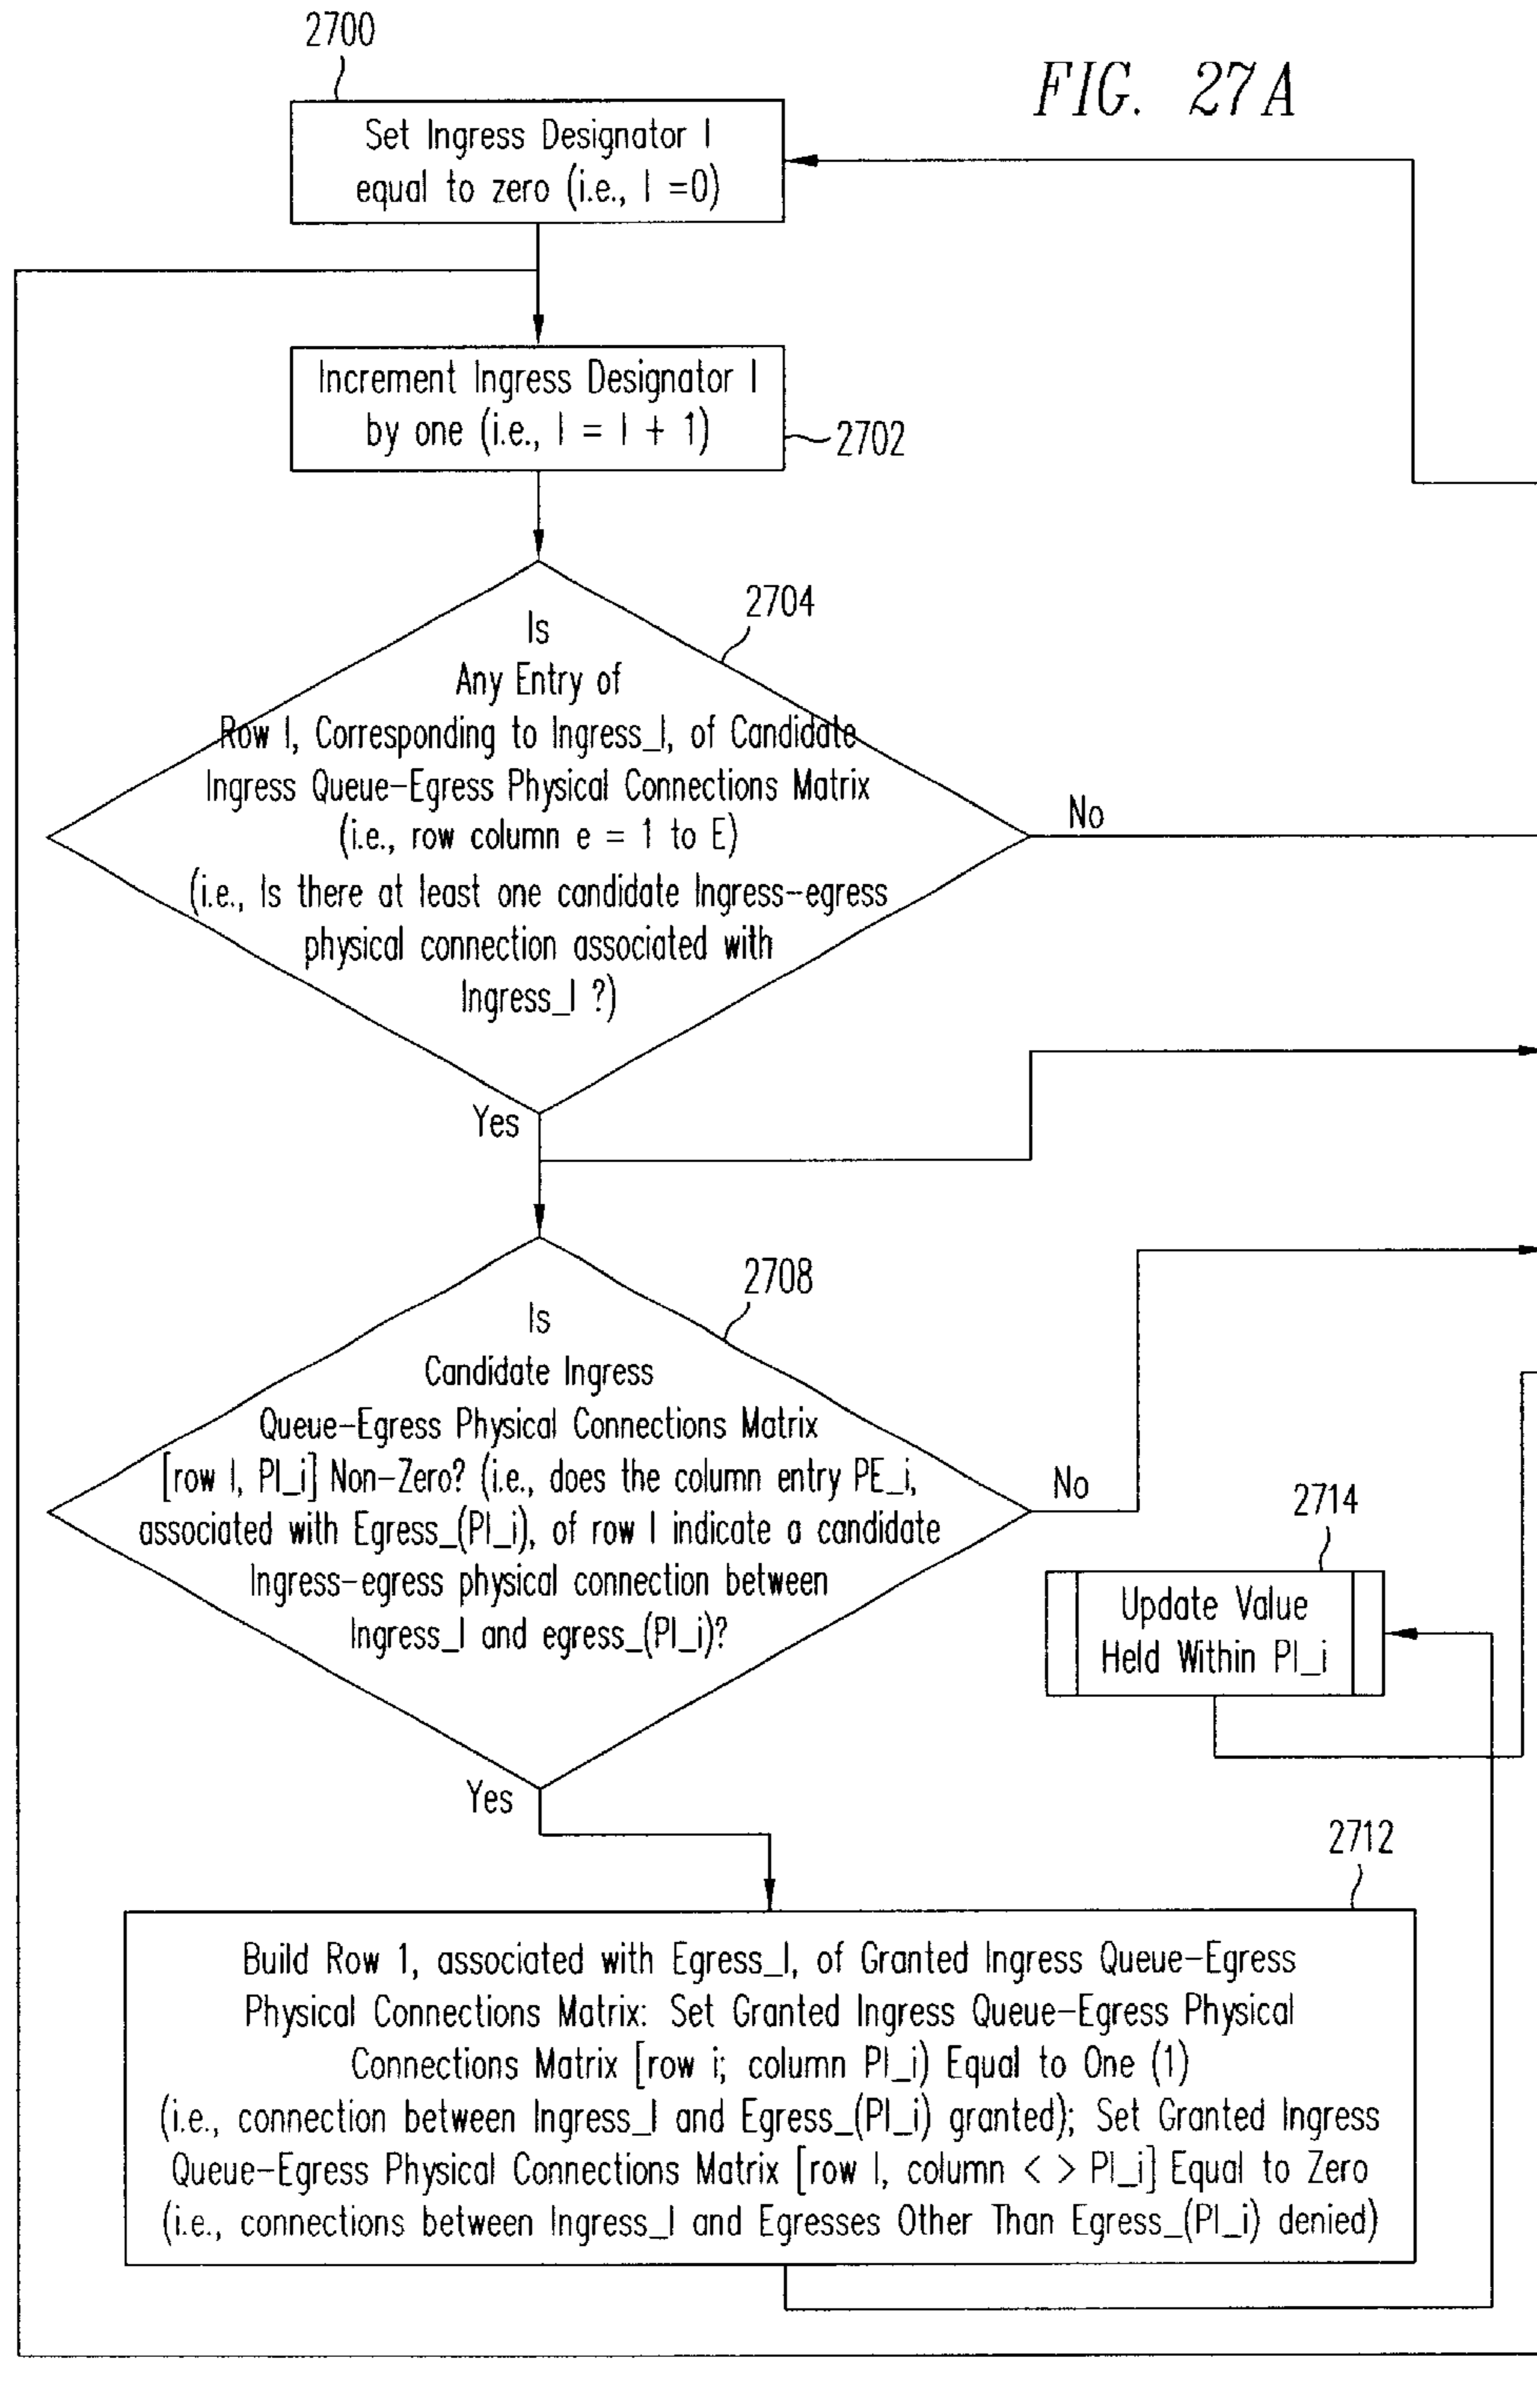 2700
FIG. 27A
Set Ingress Designator I
equal to zero (i.e., I =0)
Increment Ingress Designator I
by one (i.e., I = I + 1)
2702
2704
Is
Any Entry of
Row I, Corresponding to Ingress_I, of Candidate
Ingress Queue-Egress Physical Connections Matrix
(i.e., row column e = 1 to E)
(i.e., Is there at least one candidate Ingress-egress
physical connection associated with
Ingress_I ?)
No
Yes
2708
Is
Candidate Ingress
Queue-Egress Physical Connections Matrix
[row I, PI_i] Non-Zero? (i.e., does the column entry PE_i,
associated with Egress_(PI_i), of row I indicate a candidate
Ingress-egress physical connection between
Ingress_I and egress_(PI_i)?
No
Yes
2714
Update Value
Held Within PI_i
2712
Build Row 1, associated with Egress_I, of Granted Ingress Queue-Egress
Physical Connections Matrix: Set Granted Ingress Queue-Egress Physical
Connections Matrix [row i; column PI_i) Equal to One (1)
(i.e., connection between Ingress_I and Egress_(PI_i) granted); Set Granted Ingress
Queue-Egress Physical Connections Matrix [row I, column < > PI_i] Equal to Zero
(i.e., connections between Ingress_I and Egresses Other Than Egress_(PI_i) denied)